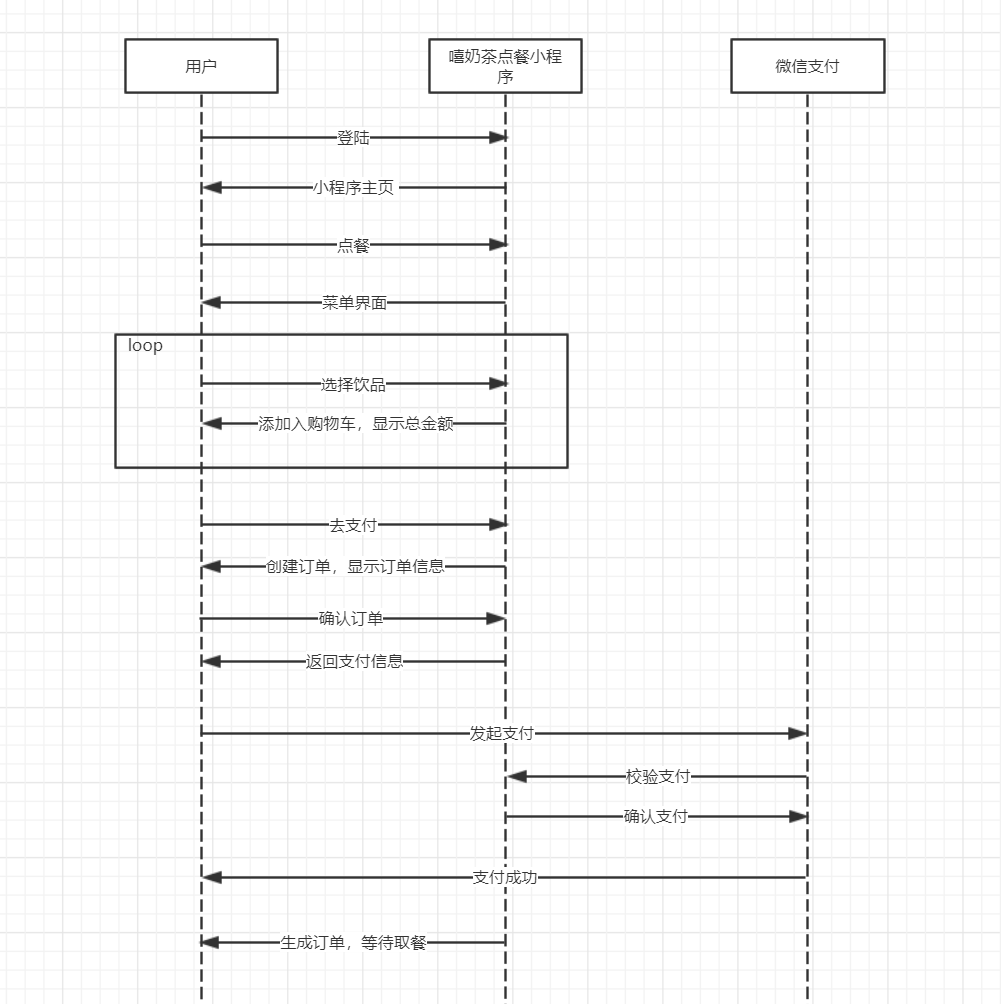 用户
嘻奶茶点餐小程
序
微信支付
登陆
小程序主页
点餐
菜单界面
loop
选择饮品
添加入购物车，显示总金额
去支付
创建订单，显示订单信息
确认订单
返回支付信息
发起支付
校验支付
确认支付
支付成功
生成订单，等待取餐